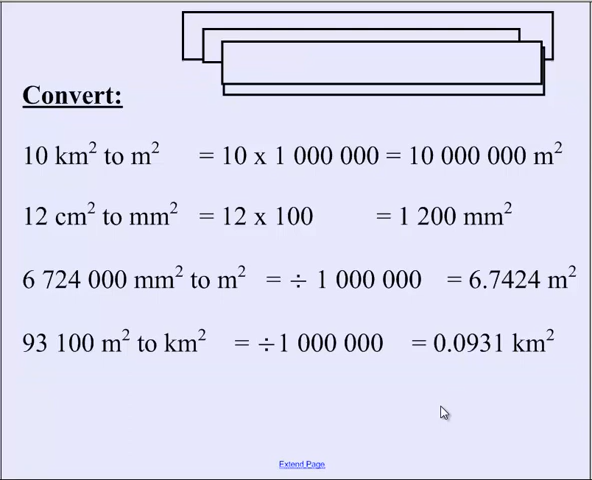 Convert:
10 km² to m² = 10 x 1 000 000 = 10 000 000 m²
12 cm² to mm² = 12 x 100 = 1 200 mm²
6 724 000 mm² to m² = ÷ 1 000 000 = 6.7424 m²
93 100 m² to km² = ÷1 000 000 = 0.0931 km²
Extend Page